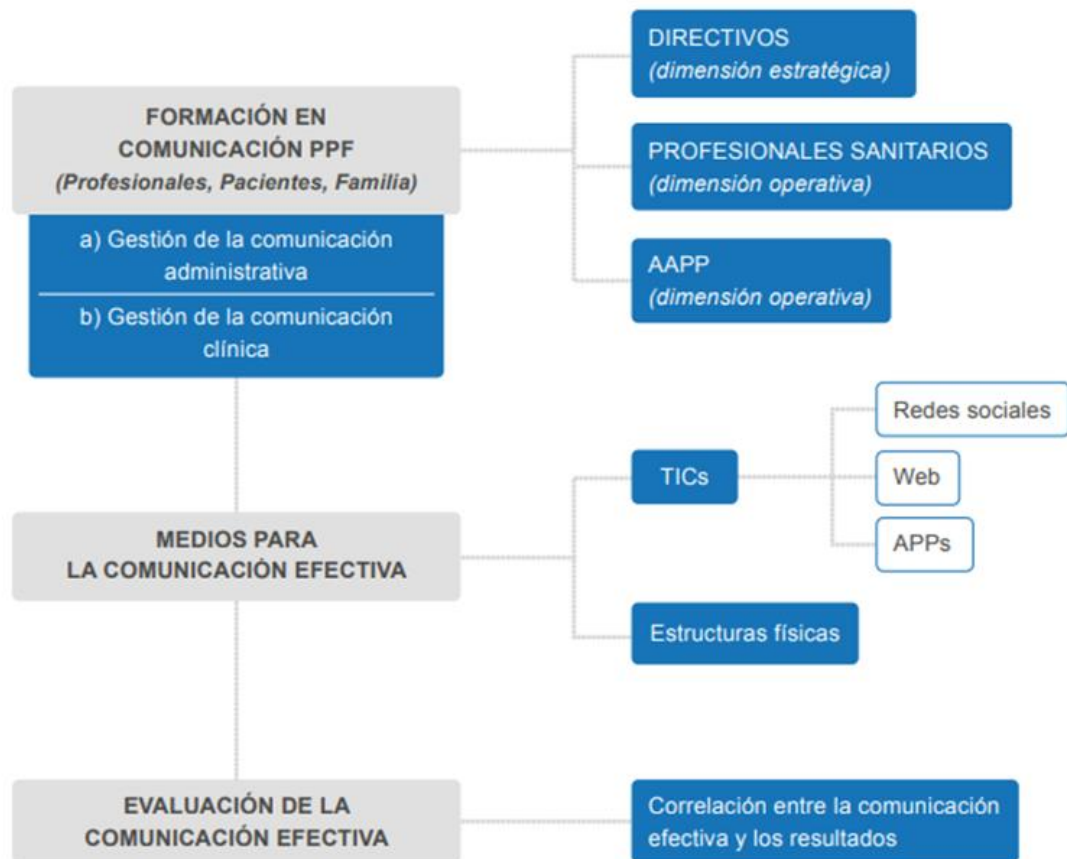 FORMACIÓN EN
COMUNICACIÓN PPF
(Profesionales, Pacientes, Familia)
a) Gestión de la comunicación
administrativa
b) Gestión de la comunicación
clínica
DIRECTIVOS
(dimensión estratégica)
PROFESIONALES SANITARIOS
(dimensión operativa)
AAPP
(dimensión operativa)
MEDIOS PARA
LA COMUNICACIÓN EFECTIVA
TICs
Redes sociales
Web
APPs
Estructuras físicas
EVALUACIÓN DE LA
COMUNICACIÓN EFECTIVA
Correlación entre la comunicación
efectiva y los resultados